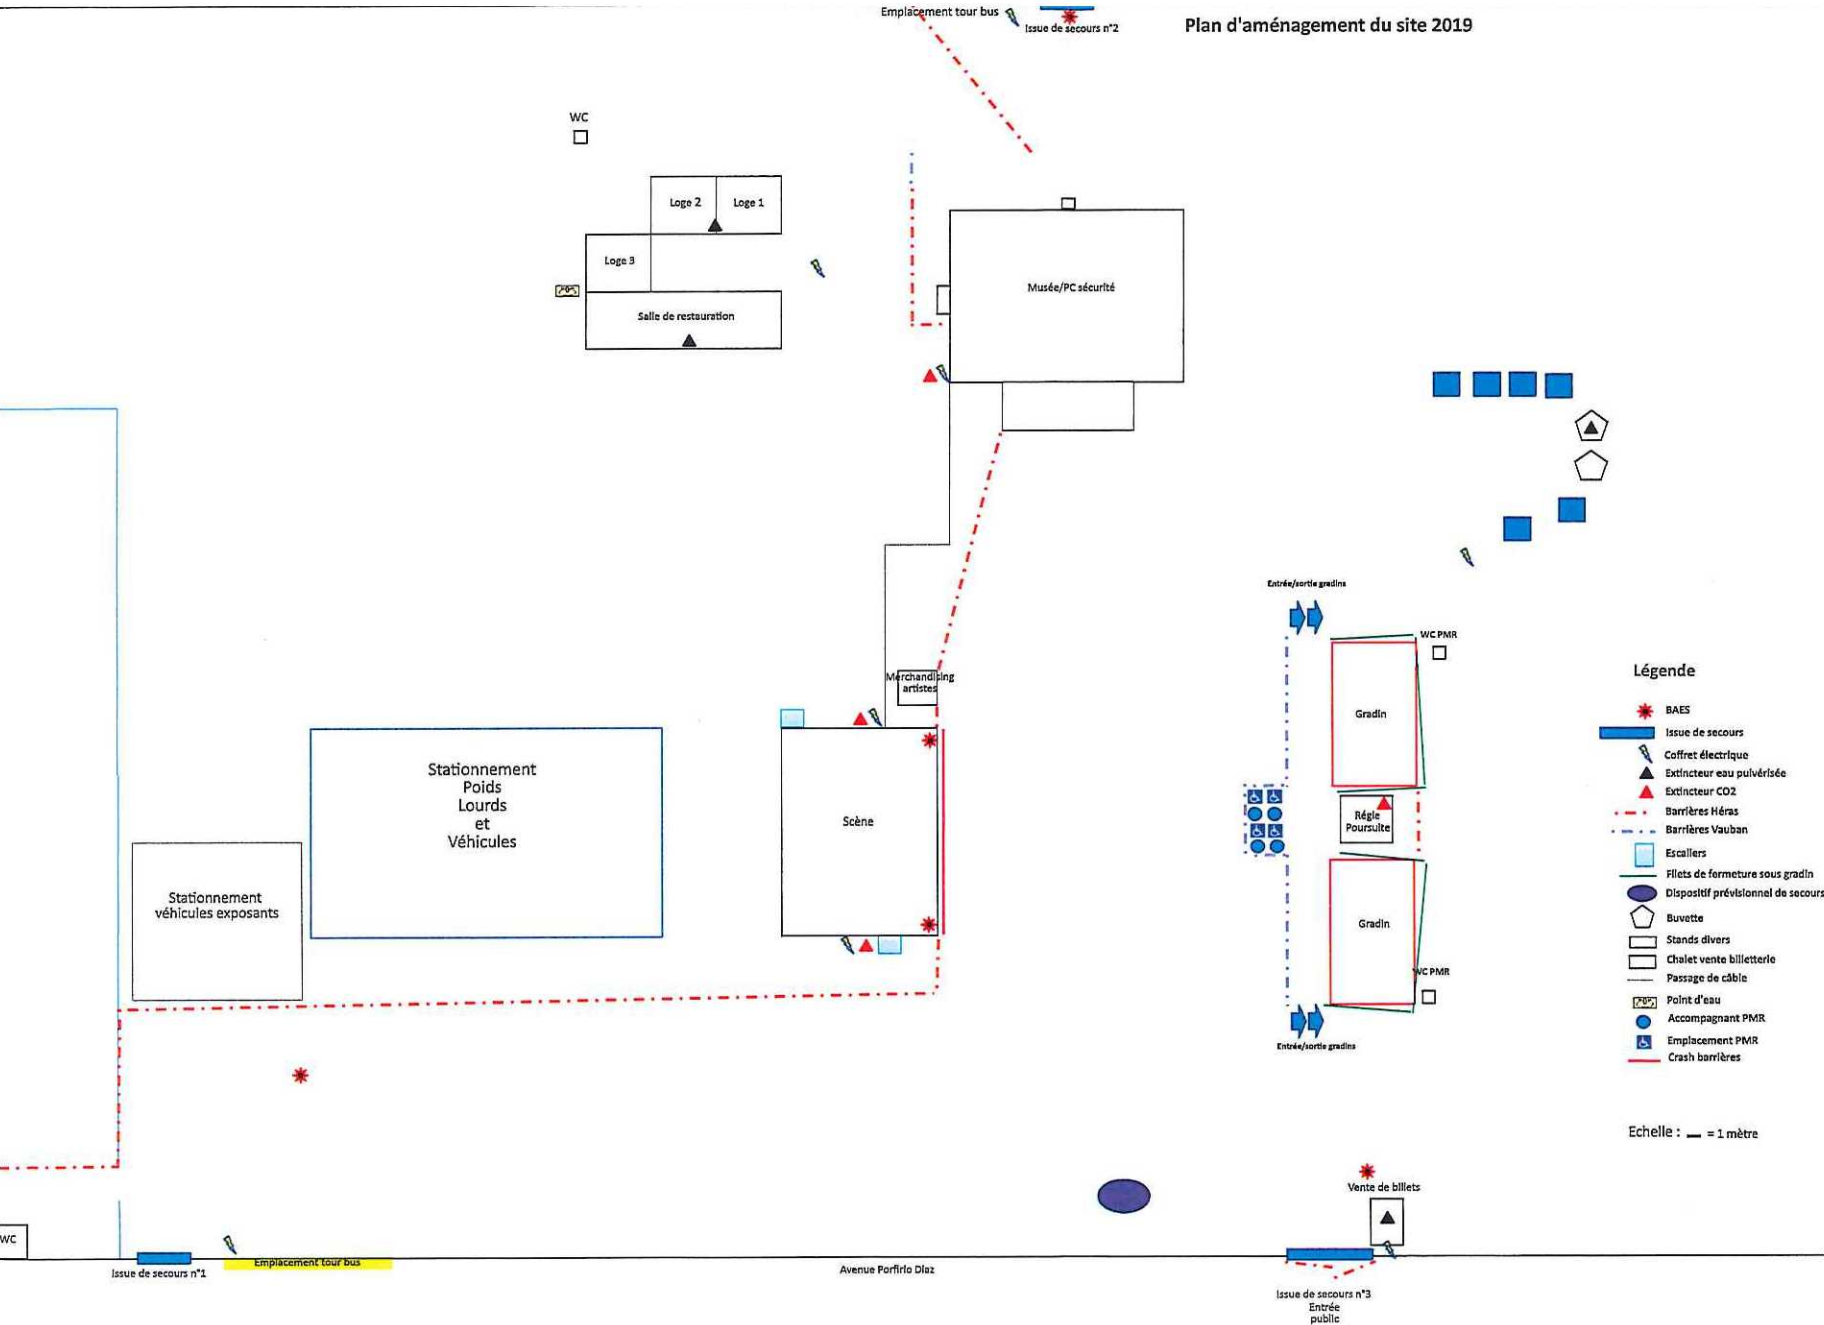 Emplacement tour bus
Issue de secours n°2
Plan d'aménagement du site 2019
WC
Loge 2
Loge 1
Loge 3
Salle de restauration
Musée/PC sécurité
Entrée/sortie gradins
WC PMR
Merchandising
artistes
Gradin
Stationnement
Poids
Lourds
et
Véhicules
Scène
Régie
Poursuite
Stationnement
véhicules exposants
Gradin
WC PMR
Entrée/sortie gradins
Légende
BAES
Issue de secours
Coffret électrique
Extincteur eau pulvérisée
Extincteur CO2
Barrières Héras
Barrières Vauban
Escaliers
Filets de fermeture sous gradin
Dispositif prévisionnel de secours
Buvette
Stands divers
Chalet vente billetterie
Passage de câble
Point d'eau
Accompagnant PMR
Emplacement PMR
Crash barrières
Echelle : = 1 mètre
Vente de billets
WC
Issue de secours n°1
Emplacement tour bus
Avenue Porfirio Diaz
Issue de secours n°3
Entrée
public